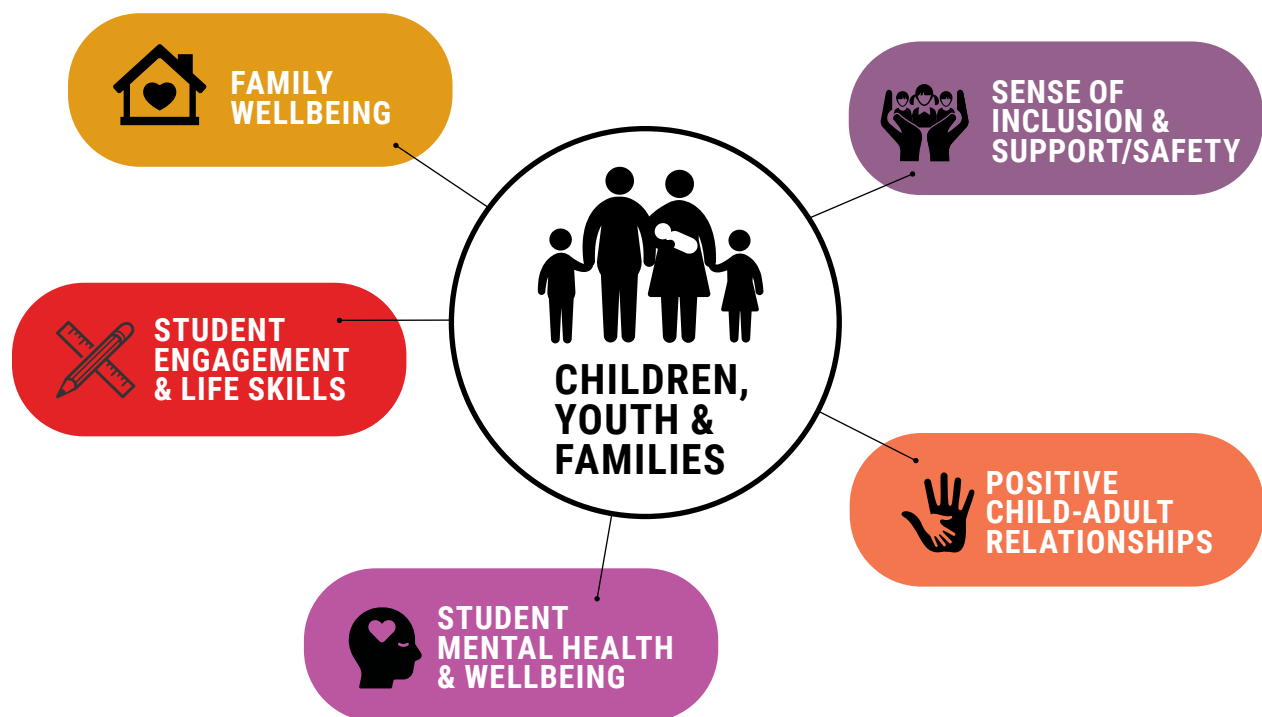 FAMILY
WELLBEING
SENSE OF
INCLUSION &
SUPPORT/SAFETY
STUDENT
ENGAGEMENT
& LIFE SKILLS
CHILDREN,
YOUTH &
FAMILIES
POSITIVE
CHILD-ADULT
RELATIONSHIPS
STUDENT
MENTAL HEALTH
& WELLBEING